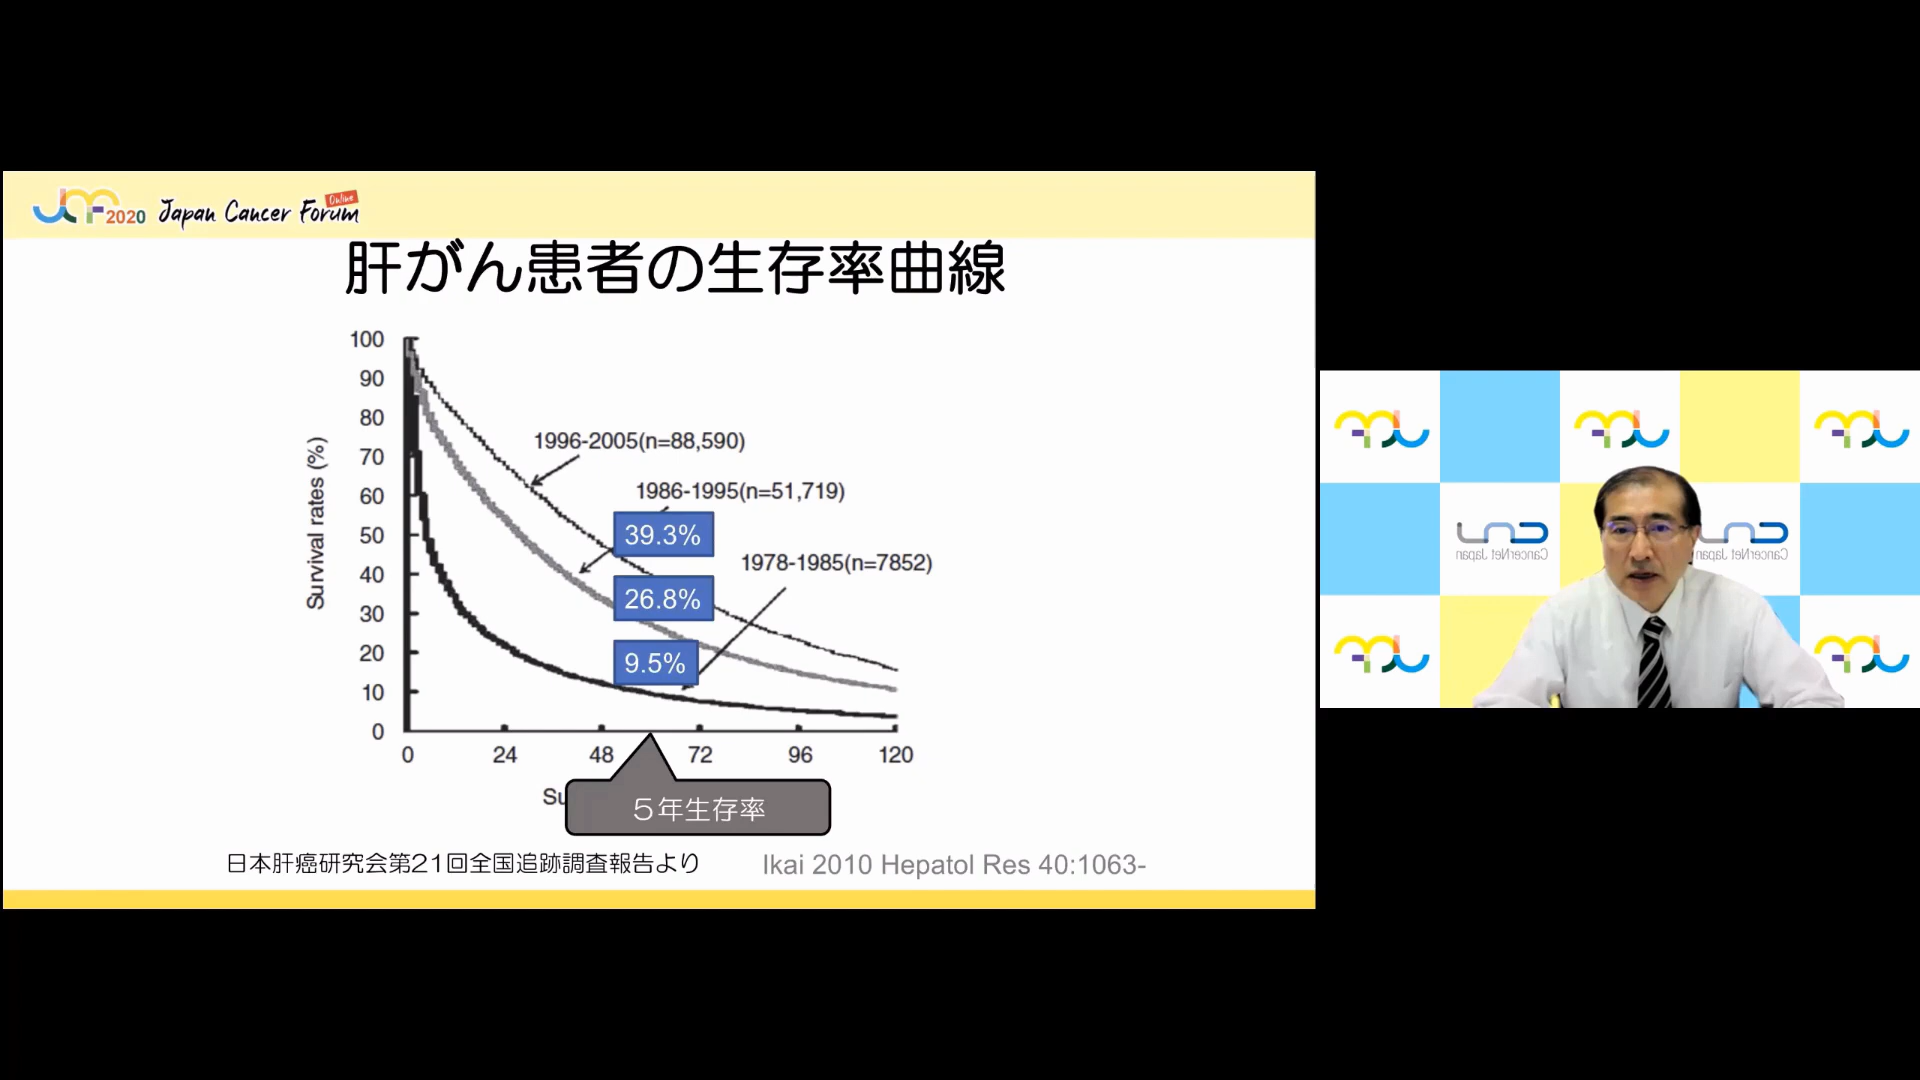 JCF2020 Japan Cancer Forum Online
肝がん患者の生存率曲線
Survival rates (%)
100
90
80
70
60
50
40
30
20
10
0
0 24 48 72 96 120
1996-2005(n=88,590)
1986-1995(n=51,719)
1978-1985(n=7852)
39.3%
26.8%
9.5%
Su
５年生存率
日本肝癌研究会第21回全国追跡調査報告より
Ikai 2010 Hepatol Res 40:1063-
CancerNet Japan
CancerNet Japan